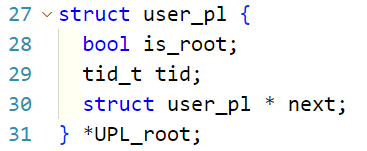 27 struct user_pl {
28 bool is_root;
29 tid_t tid;
30 struct user_pl * next;
31 } *UPL_root;